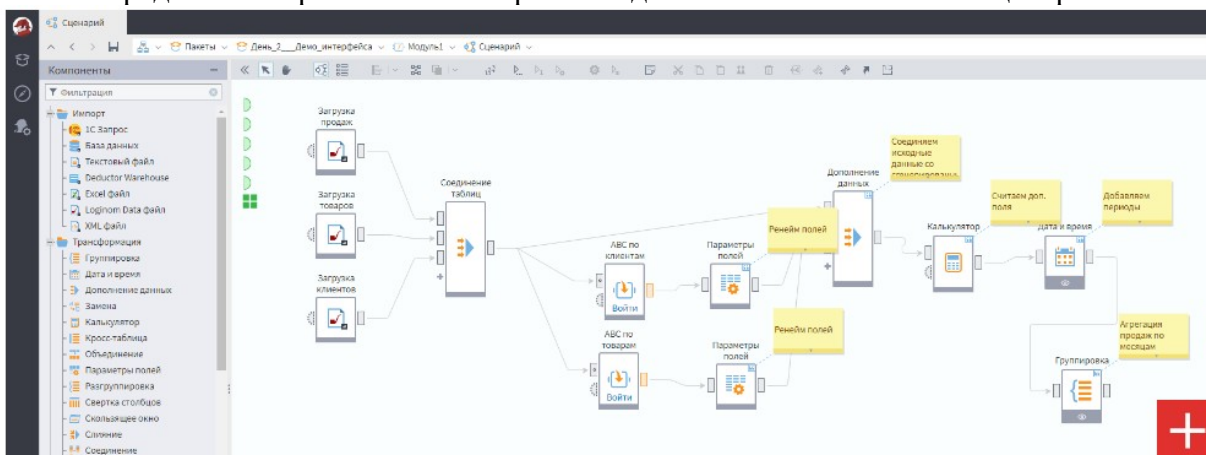 Сценарий
Пакеты
День_2___Демо_интерфейса
Модуль1
Сценарий
Компоненты
Фильтрация
Импорт
1С Запрос
База данных
Текстовый файл
Deductor Warehouse
Excel файл
Loginom Data файл
XML файл
Трансформация
Группировка
Дата и время
Дополнение данных
Замена
Калькулятор
Кросс-таблица
Объединение
Параметры полей
Разгруппировка
Свертка столбцов
Скользящее окно
Слияние
Соединение
Загрузка
продаж
Загрузка
товаров
Загрузка
клиентов
Соединение
таблиц
ABC по
клиентам
Войти
ABC по
товарам
Войти
Параметры
полей
Ренейм полей
Параметры
полей
Ренейм полей
Дополнение
данных
Соединяем
исходные
данные со
Калькулятор
Считаем доп.
поля
Дата и время
Добавляем
периоды
Группировка
Агрегация
продаж по
месяцам